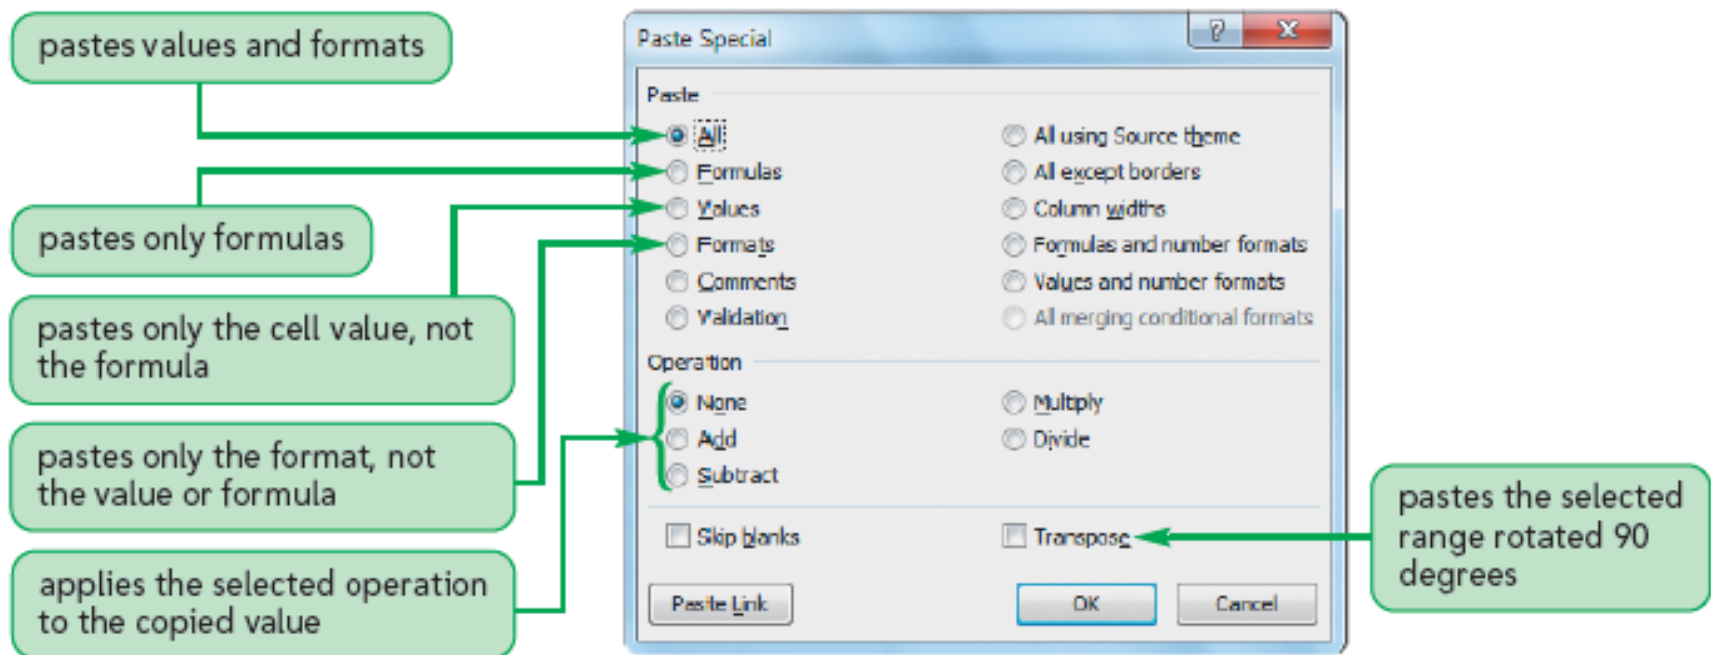 pastes values and formats
pastes only formulas
pastes only the cell value, not
the formula
pastes only the format, not
the value or formula
applies the selected operation
to the copied value
Paste Special
?
Paste
All
All using Source theme
Formulas
All except borders
Values
Column widths
Formats
Formulas and number formats
Comments
Values and number formats
Validation
All merging conditional formats
Operation
None
Multiply
Add
Divide
Subtract
Skip blanks
Transpose
Paste Link
OK
Cancel
pastes the selected
range rotated 90
degrees